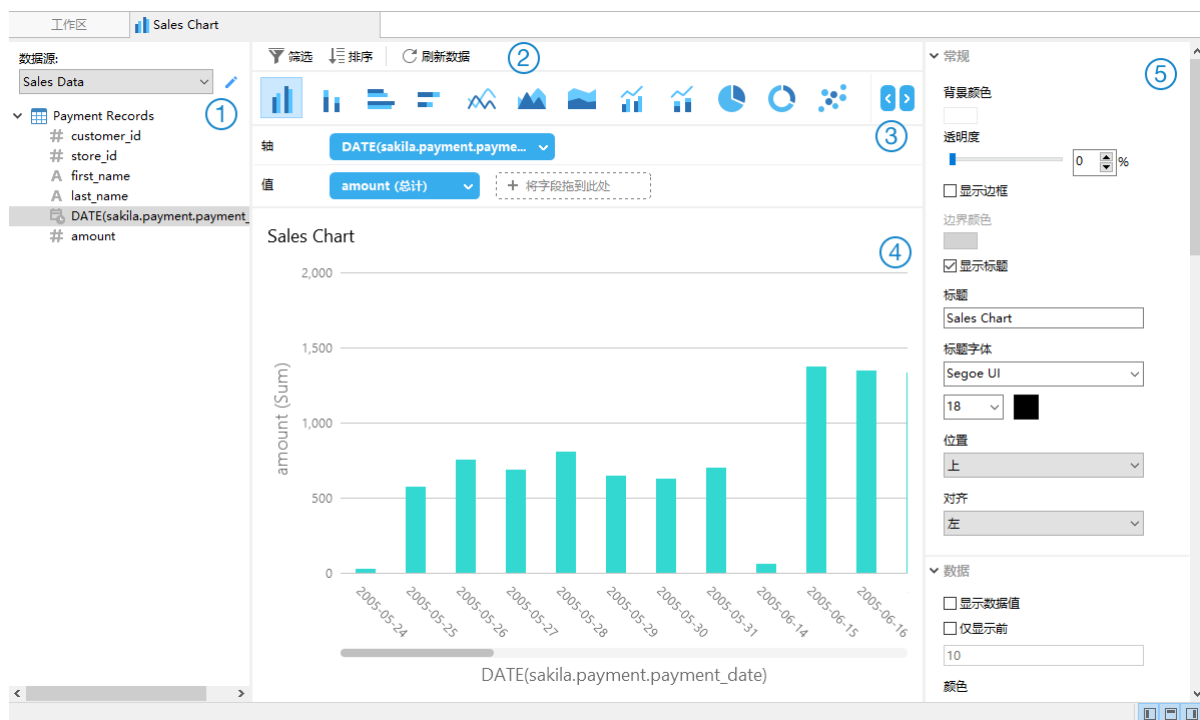 工作区
Sales Chart
数据源:
Sales Data
1
Payment Records
# customer_id
# store_id
A first_name
A last_name
DATE(sakila.payment.payment_
# amount
筛选 排序 刷新数据
2
3
轴 DATE(sakila.payment.payme...
值 amount (总计) + 将字段拖到此处
Sales Chart
4
2,000
1,500
1,000
500
0
amount (Sum)
2005-05-24
2005-05-25
2005-05-26
2005-05-27
2005-05-28
2005-05-29
2005-05-30
2005-05-31
2005-06-14
2005-06-15
2005-06-16
DATE(sakila.payment.payment_date)
常规
5
背景颜色
透明度
0 %
显示边框
边界颜色
显示标题
标题
Sales Chart
标题字体
Segoe UI
18
位置
上
对齐
左
数据
显示数据值
仅显示前
10
颜色